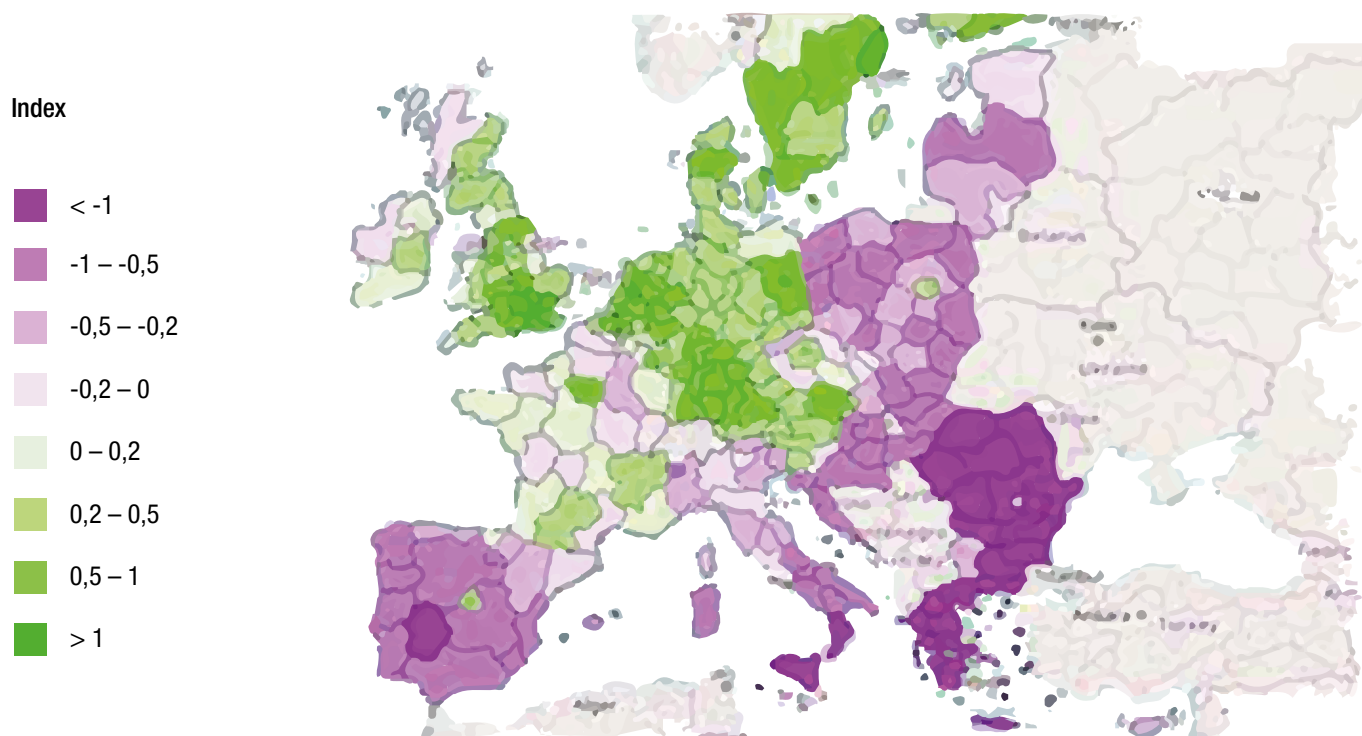 Index
< -1
-1 – -0,5
-0,5 – -0,2
-0,2 – 0
0 – 0,2
0,2 – 0,5
0,5 – 1
> 1